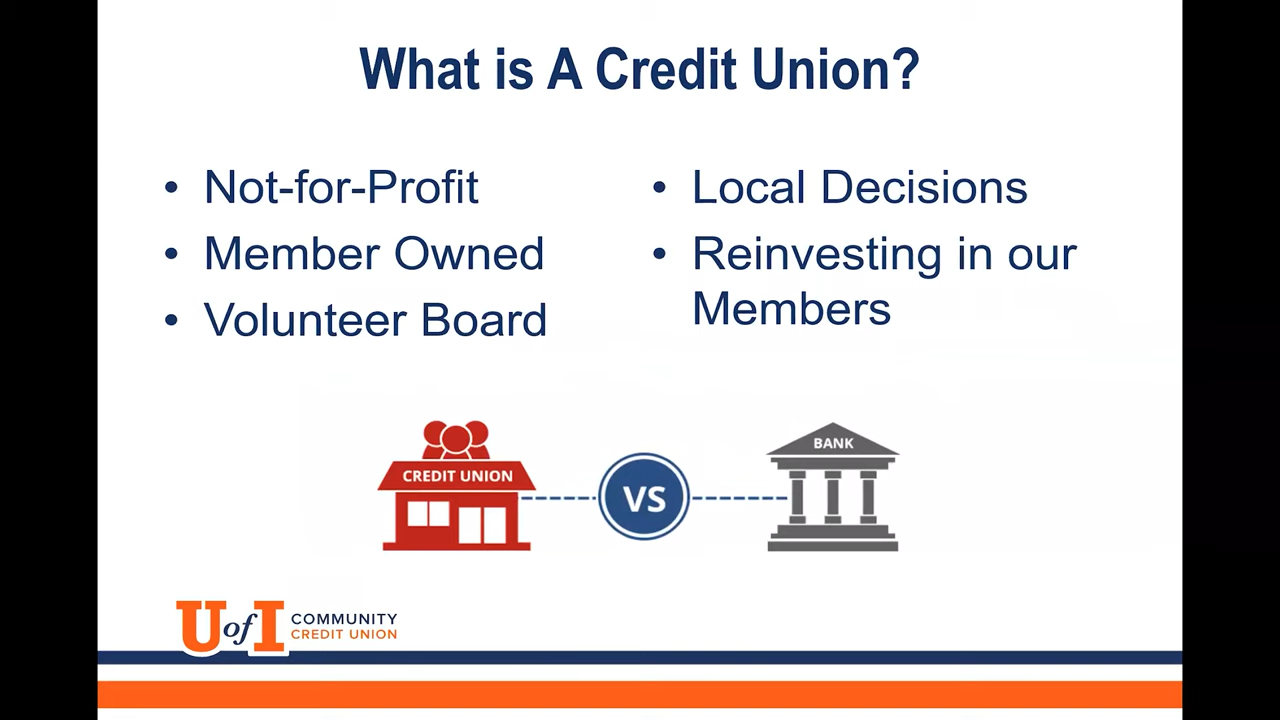 What is A Credit Union?
• Not-for-Profit
• Member Owned
• Volunteer Board
• Local Decisions
• Reinvesting in our
Members
CREDIT UNION
VS
BANK
U of I
COMMUNITY
CREDIT UNION